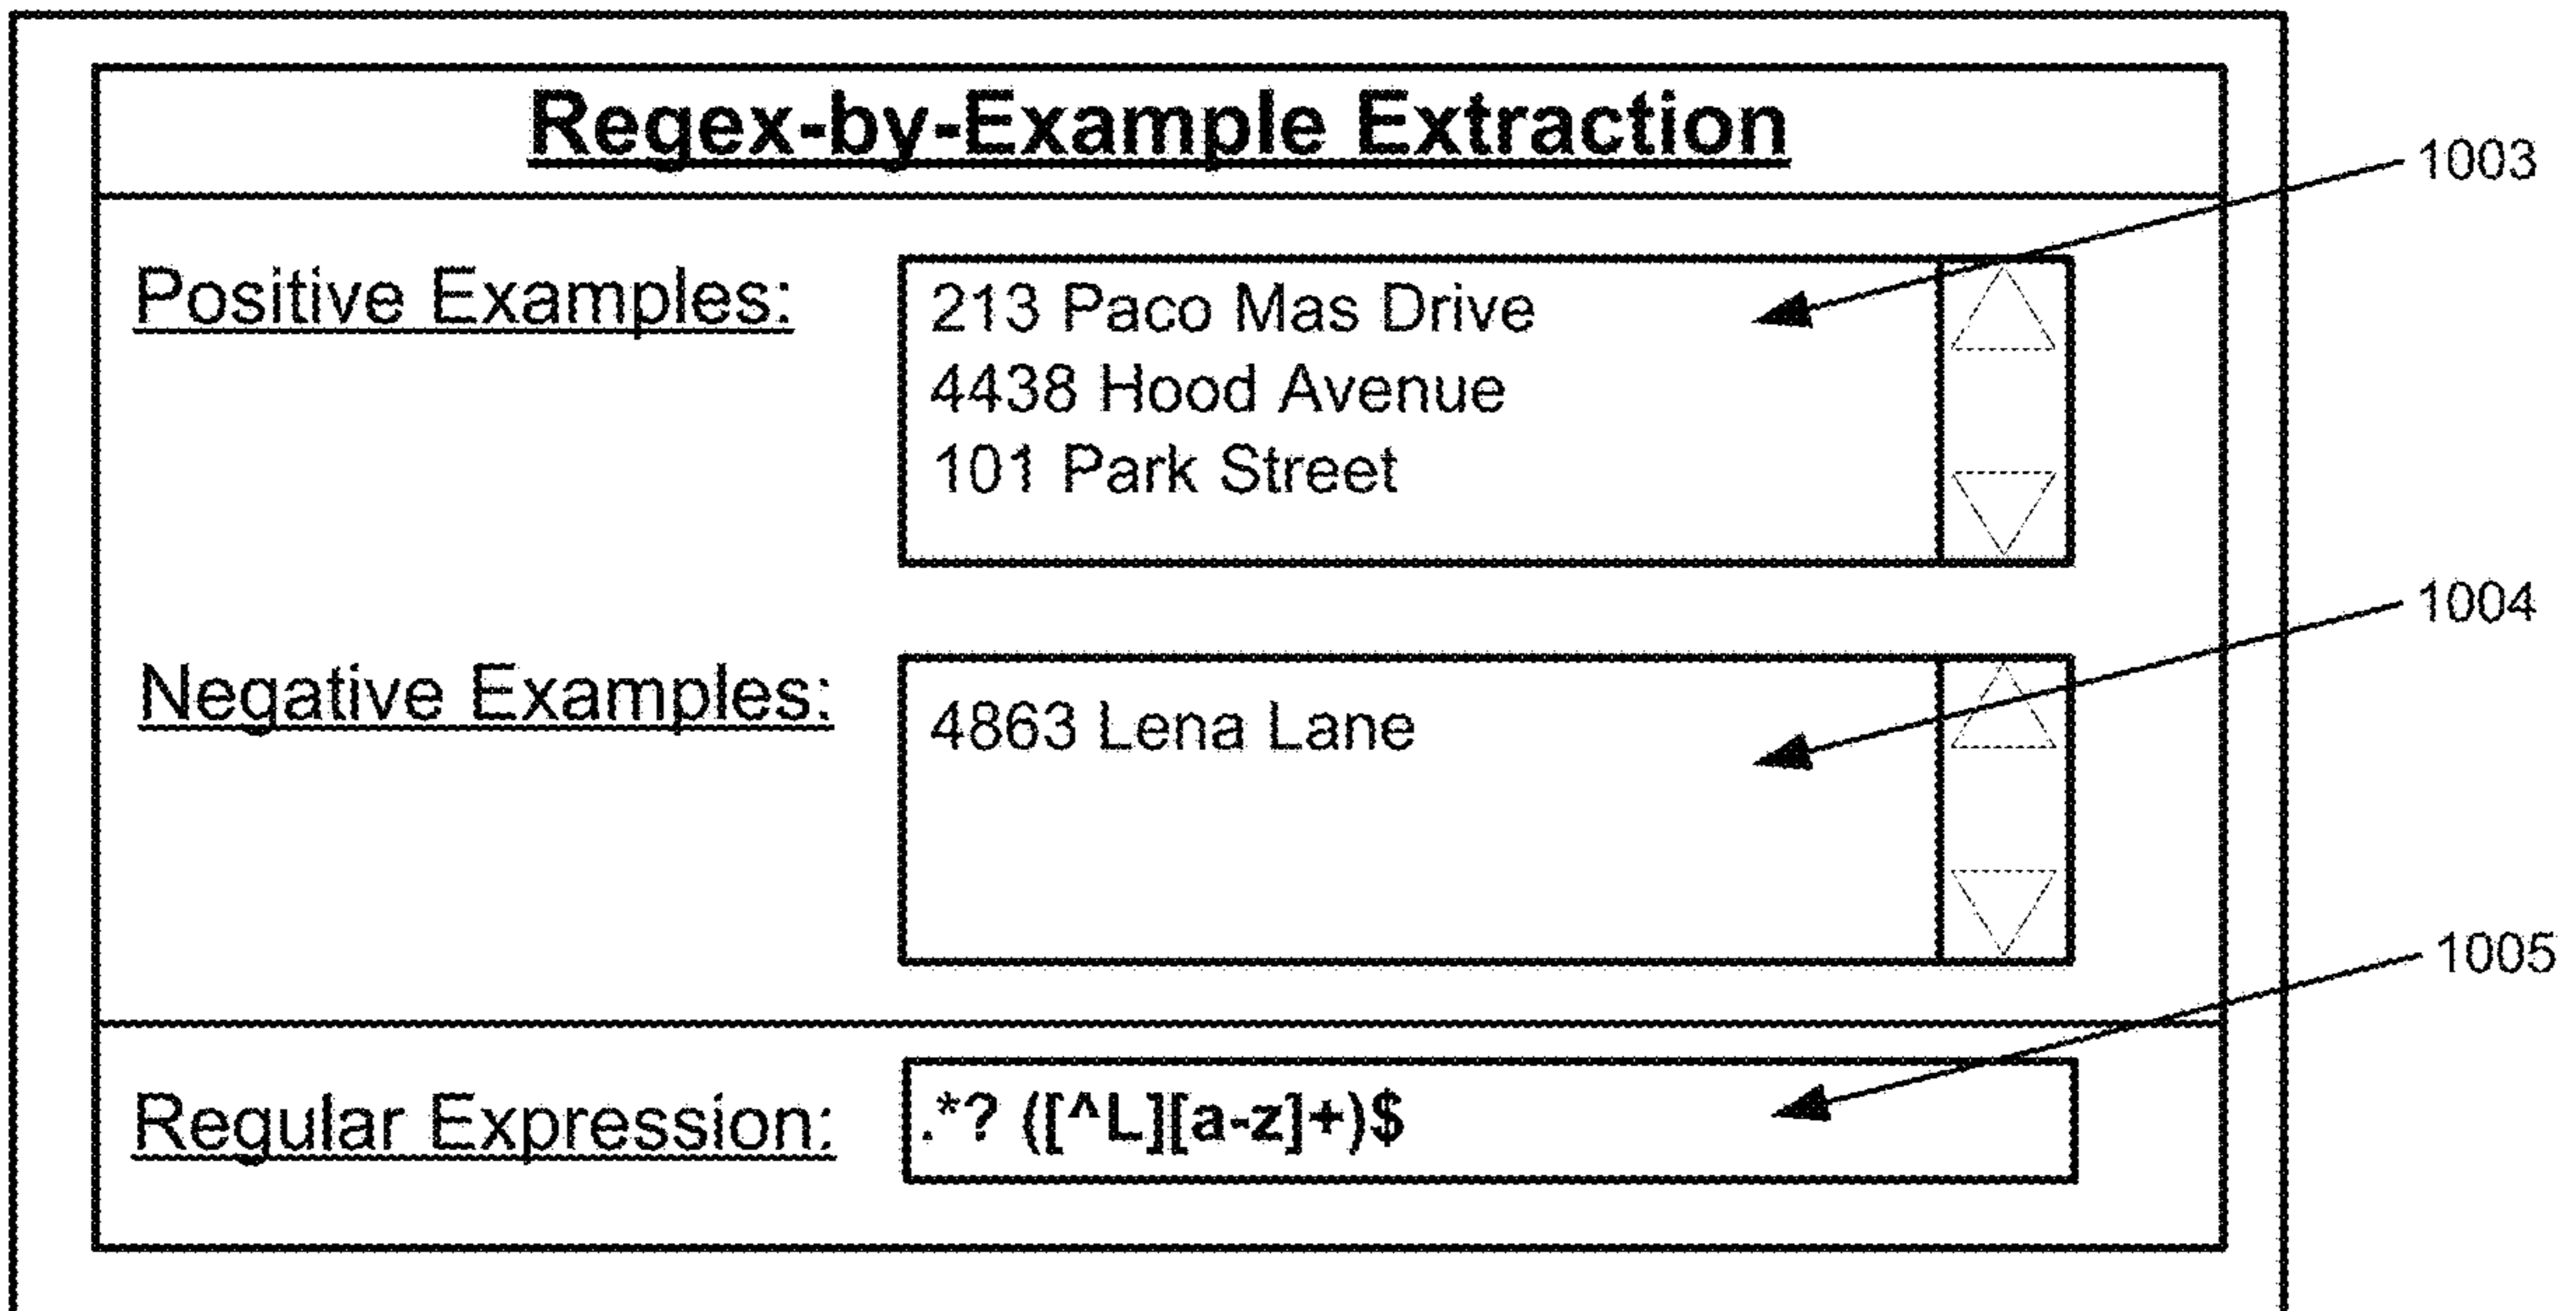 Regex-by-Example Extraction
1003
Positive Examples:
213 Paco Mas Drive
4438 Hood Avenue
101 Park Street
1004
Negative Examples:
4863 Lena Lane
1005
Regular Expression:
.*? ([^L][a-z]+)$